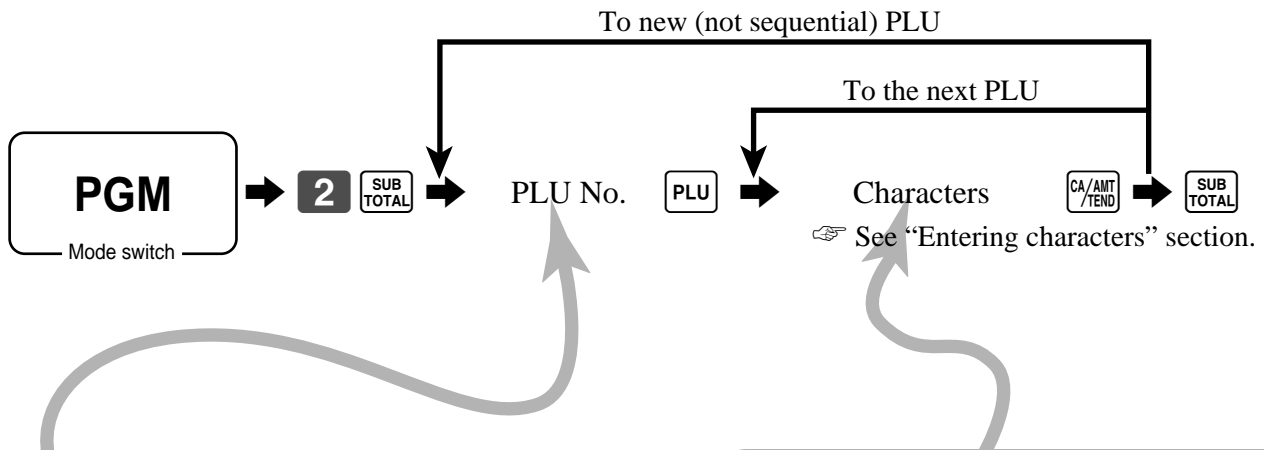 To new (not sequential) PLU
To the next PLU
PGM
Mode switch
2 SUB TOTAL PLU No. PLU Characters CA/AMT/TEND SUB TOTAL
☞ See “Entering characters” section.